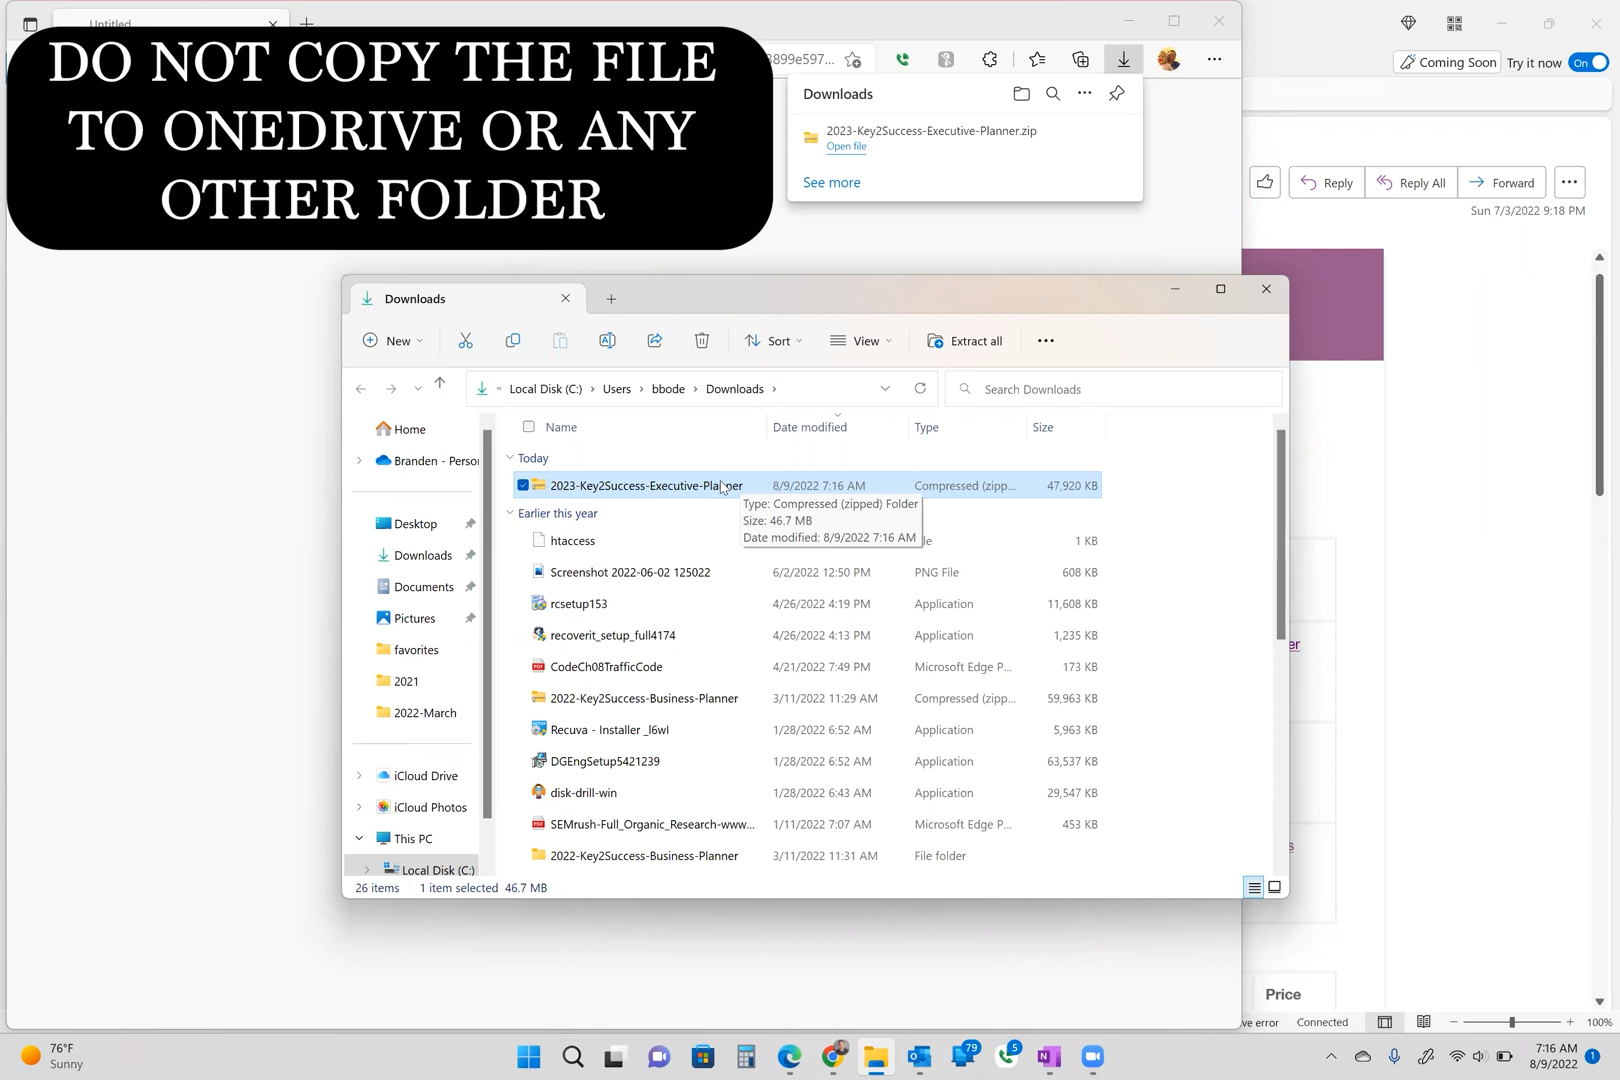 Untitled
DO NOT COPY THE FILE
TO ONEDRIVE OR ANY
OTHER FOLDER
3899e597...
Coming Soon
Try it now
On
Downloads
2023-Key2Success-Executive-Planner.zip
Open file
See more
Reply
Reply All
Forward
Sun 7/3/2022 9:18 PM
Downloads
New
Sort
View
Extract all
« Local Disk (C:) > Users > bbode > Downloads >
Search Downloads
Name
Date modified
Type
Size
Home
Branden - Perso
Desktop
Downloads
Documents
Pictures
favorites
2021
2022-March
iCloud Drive
iCloud Photos
This PC
Local Disk (C:)
Today
2023-Key2Success-Executive-Planner 8/9/2022 7:16 AM Compressed (zipp... 47,920 KB
Type: Compressed (zipped) Folder
Size: 46.7 MB
Date modified: 8/9/2022 7:16 AM
Earlier this year
htaccess le 1 KB
Screenshot 2022-06-02 125022 6/2/2022 12:50 PM PNG File 608 KB
rcsetup153 4/26/2022 4:19 PM Application 11,608 KB
recoverit_setup_full4174 4/26/2022 4:13 PM Application 1,235 KB
CodeCh08TrafficCode 4/21/2022 7:49 PM Microsoft Edge P... 173 KB
2022-Key2Success-Business-Planner 3/11/2022 11:29 AM Compressed (zipp... 59,963 KB
Recuva - Installer _l6wl 1/28/2022 6:52 AM Application 5,963 KB
DGEngSetup5421239 1/28/2022 6:52 AM Application 63,537 KB
disk-drill-win 1/28/2022 6:43 AM Application 29,547 KB
SEMrush-Full_Organic_Research-www... 1/11/2022 7:07 AM Microsoft Edge P... 453 KB
2022-Key2Success-Business-Planner 3/11/2022 11:31 AM File folder
26 items
1 item selected 46.7 MB
er
s
Price
ve error
Connected
100%
76°F
Sunny
79
5
7:16 AM
8/9/2022
1